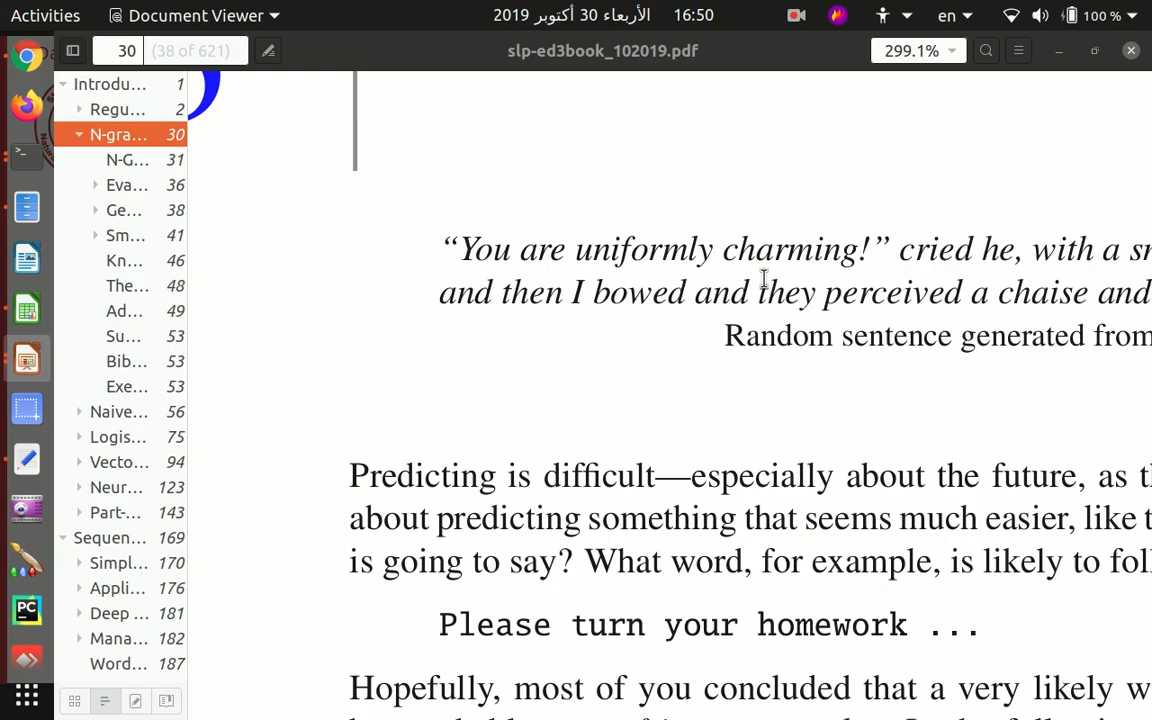 Activities
Document Viewer
الأربعاء 30 أكتوبر 2019
16:50
en
100 %
30
(38 of 621)
slp-ed3book_102019.pdf
299.1%
Introdu... 1
Regu... 2
N-gra... 30
N-G... 31
Eva... 36
Ge... 38
Sm... 41
Kn... 46
The... 48
Ad... 49
Su... 53
Bib... 53
Exe... 53
Naive... 56
Logis... 75
Vecto... 94
Neur... 123
Part-... 143
Sequen... 169
Simpl... 170
Appli... 176
Deep ... 181
Mana... 182
Word... 187
“You are uniformly charming!” cried he, with a
and then I bowed and they perceived a chaise and
Random sentence generated from
Predicting is difficult—especially about the future, as
about predicting something that seems much easier, like
is going to say? What word, for example, is likely to
Please turn your homework ...
Hopefully, most of you concluded that a very likely
PC